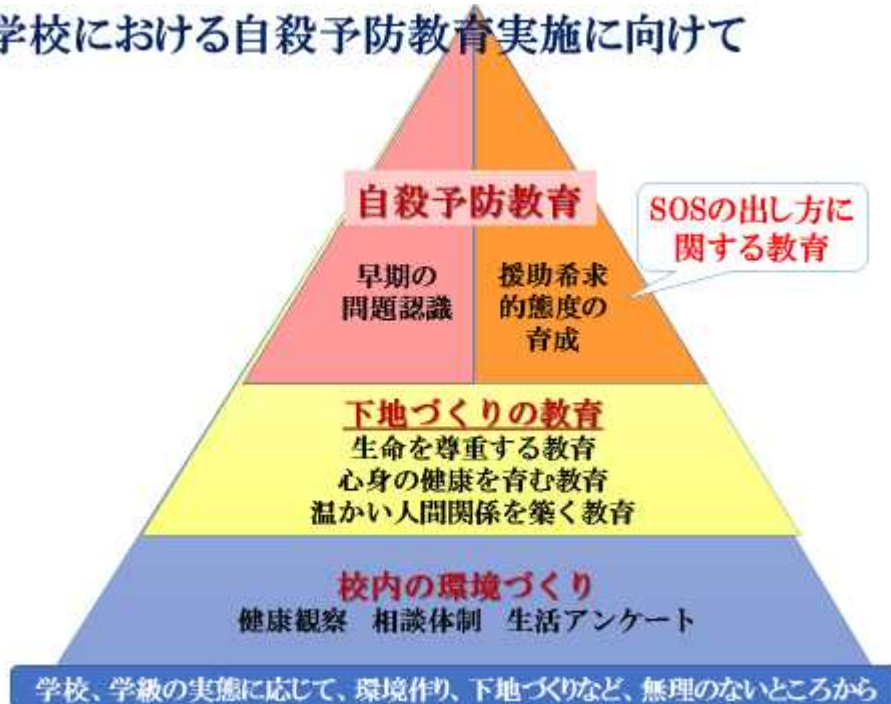 学校における自殺予防教育実施に向けて
自殺予防教育
SOSの出し方に
関する教育
早期の
問題認識
援助希求
的態度の
育成
下地づくりの教育
生命を尊重する教育
心身の健康を育む教育
温かい人間関係を築く教育
校内の環境づくり
健康観察 相談体制 生活アンケート
学校、学級の実態に応じて、環境作り、下地づくりなど、無理のないところから